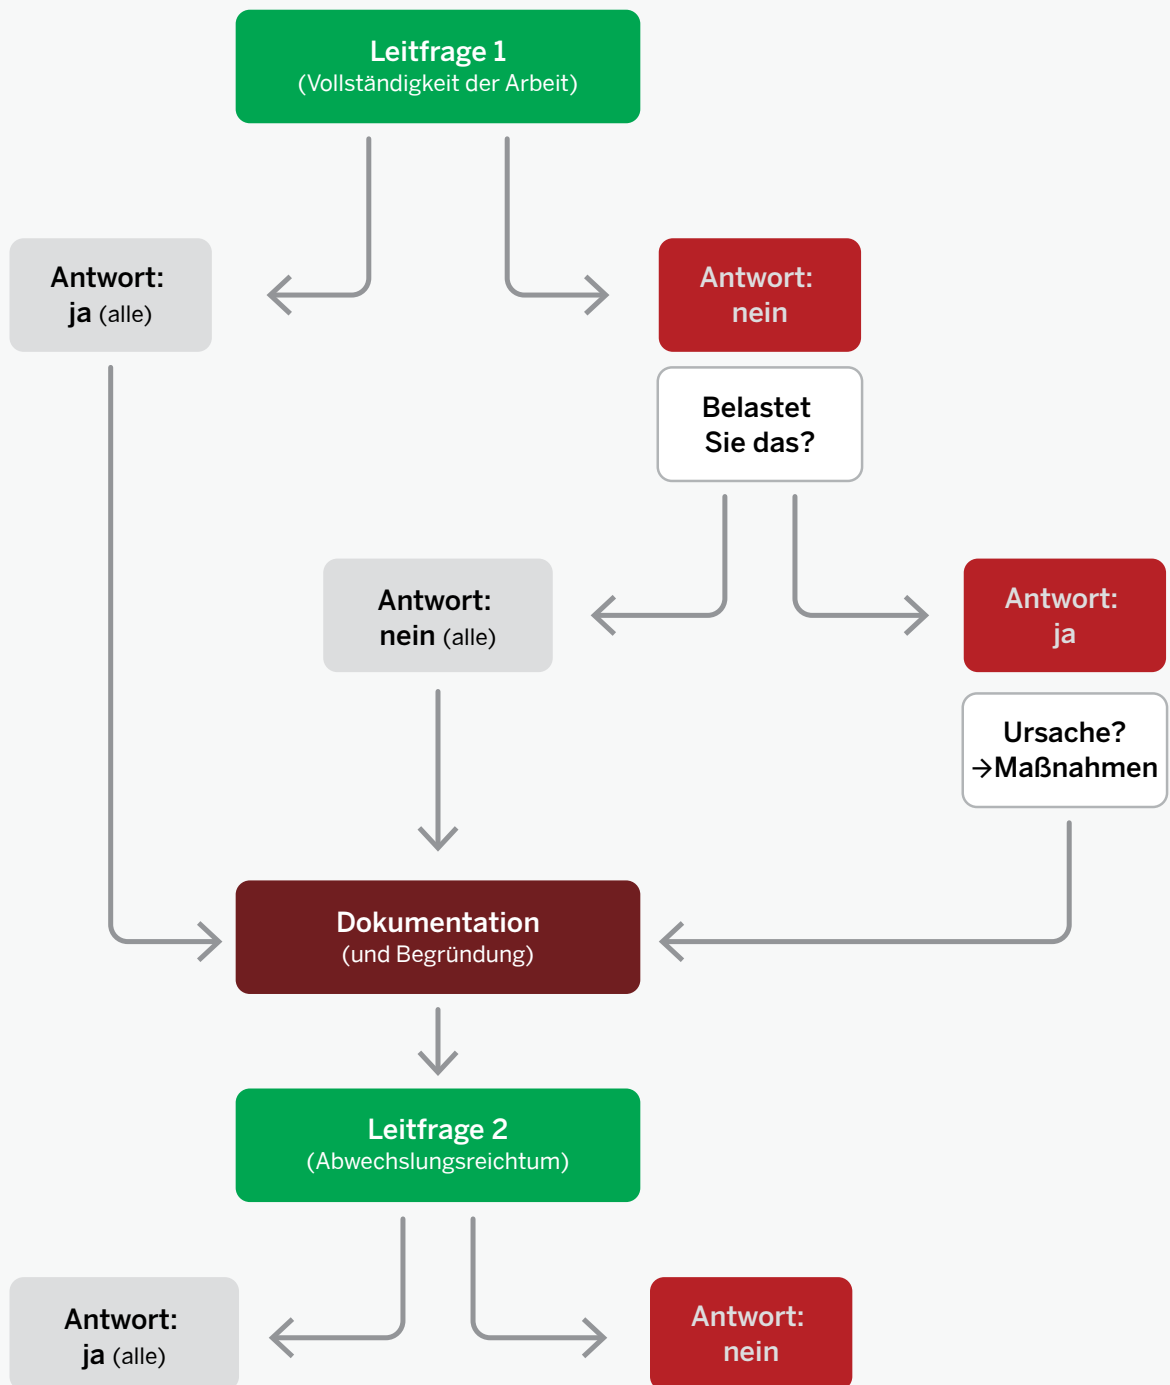 Leitfrage 1
(Vollständigkeit der Arbeit)
Antwort:
ja (alle)
Antwort:
nein
Belastet
Sie das?
Antwort:
nein (alle)
Antwort:
ja
Ursache?
→Maßnahmen
Dokumentation
(und Begründung)
Leitfrage 2
(Abwechslungsreichtum)
Antwort:
ja (alle)
Antwort:
nein